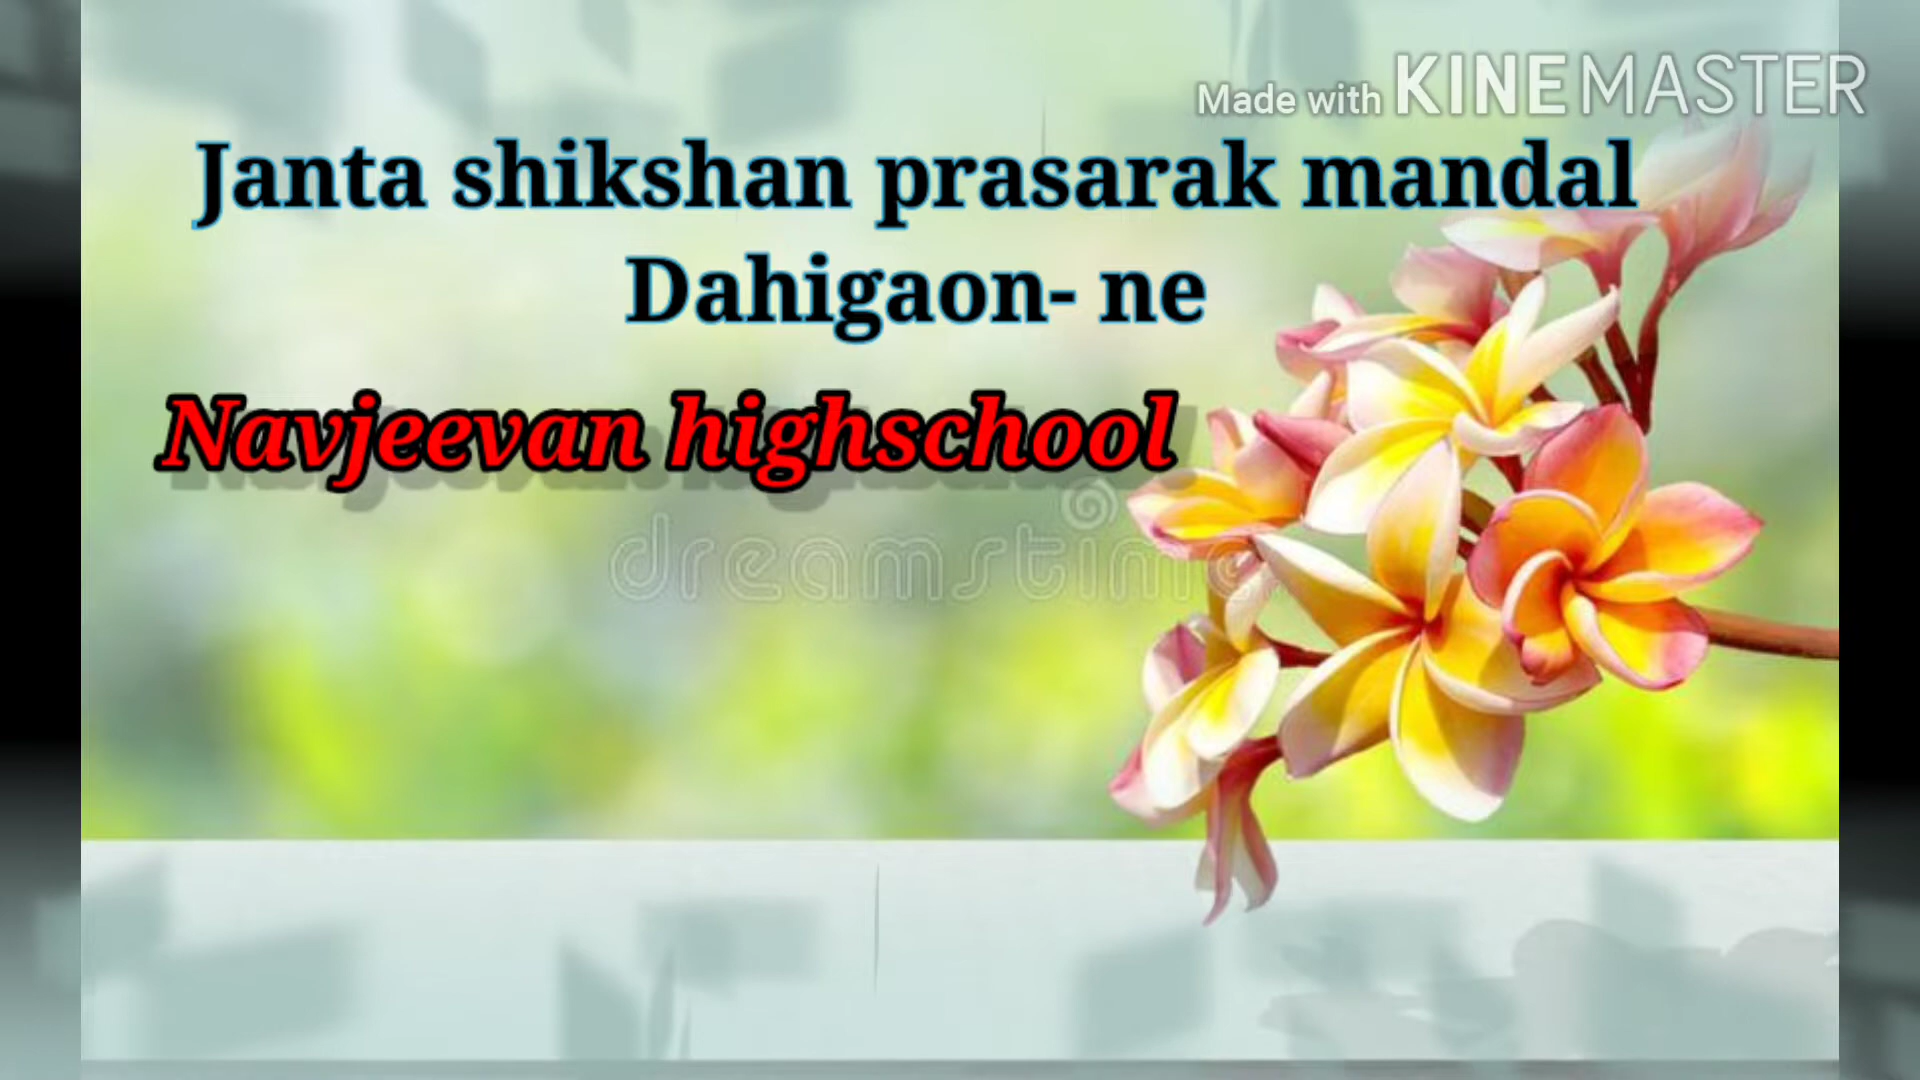 Made with KINEMASTER
Janta shikshan prasarak mandal
Dahigaon- ne
Navjeevan highschool
dreamstime